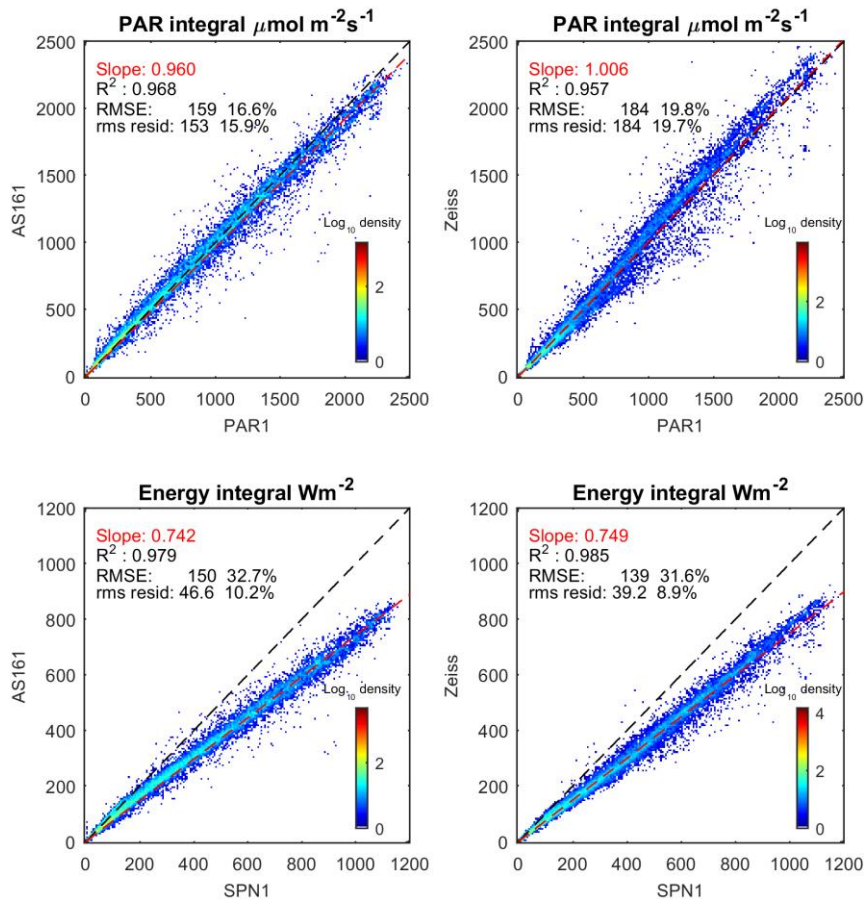 PAR integral μmol m⁻²s⁻¹
2500
2000
1500
1000
500
0
AS161
Slope: 0.960
R² : 0.968
RMSE: 159 16.6%
rms resid: 153 15.9%
Log₁₀ density
2
0
0 500 1000 1500 2000 2500
PAR1
PAR integral μmol m⁻²s⁻¹
2500
2000
1500
1000
500
0
Zeiss
Slope: 1.006
R² : 0.957
RMSE: 184 19.8%
rms resid: 184 19.7%
Log₁₀ density
2
0
0 500 1000 1500 2000 2500
PAR1
Energy integral Wm⁻²
1200
1000
800
600
400
200
0
AS161
Slope: 0.742
R² : 0.979
RMSE: 150 32.7%
rms resid: 46.6 10.2%
Log₁₀ density
2
0
0 200 400 600 800 1000 1200
SPN1
Energy integral Wm⁻²
1200
1000
800
600
400
200
0
Zeiss
Slope: 0.749
R² : 0.985
RMSE: 139 31.6%
rms resid: 39.2 8.9%
Log₁₀ density
4
2
0
0 200 400 600 800 1000 1200
SPN1